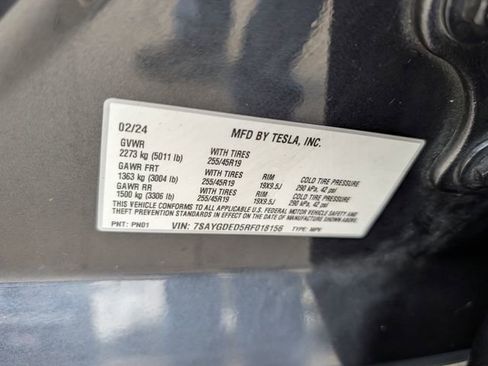 02/24 MFD BY TESLA, INC.
GVWR
2273 kg (5011 lb) WITH TIRES 255/45R19
GAWR FRT
1363 kg (3004 lb) WITH TIRES 255/45R19 RIM 19X9.5J COLD TIRE PRESSURE 290 kPa, 42 psi
GAWR RR
1500 kg (3306 lb) WITH TIRES 255/45R19 RIM 19X9.5J COLD TIRE PRESSURE 290 kPa, 42 psi
THIS VEHICLE CONFORMS TO ALL APPLICABLE U.S. FEDERAL MOTOR VEHICLE SAFETY AND
THEFT PREVENTION STANDARDS IN EFFECT ON THE DATE OF MANUFACTURE SHOWN ABOVE.
PNT: PN01 VIN: 7SAYGDED5RF018156 TYPE: MPV